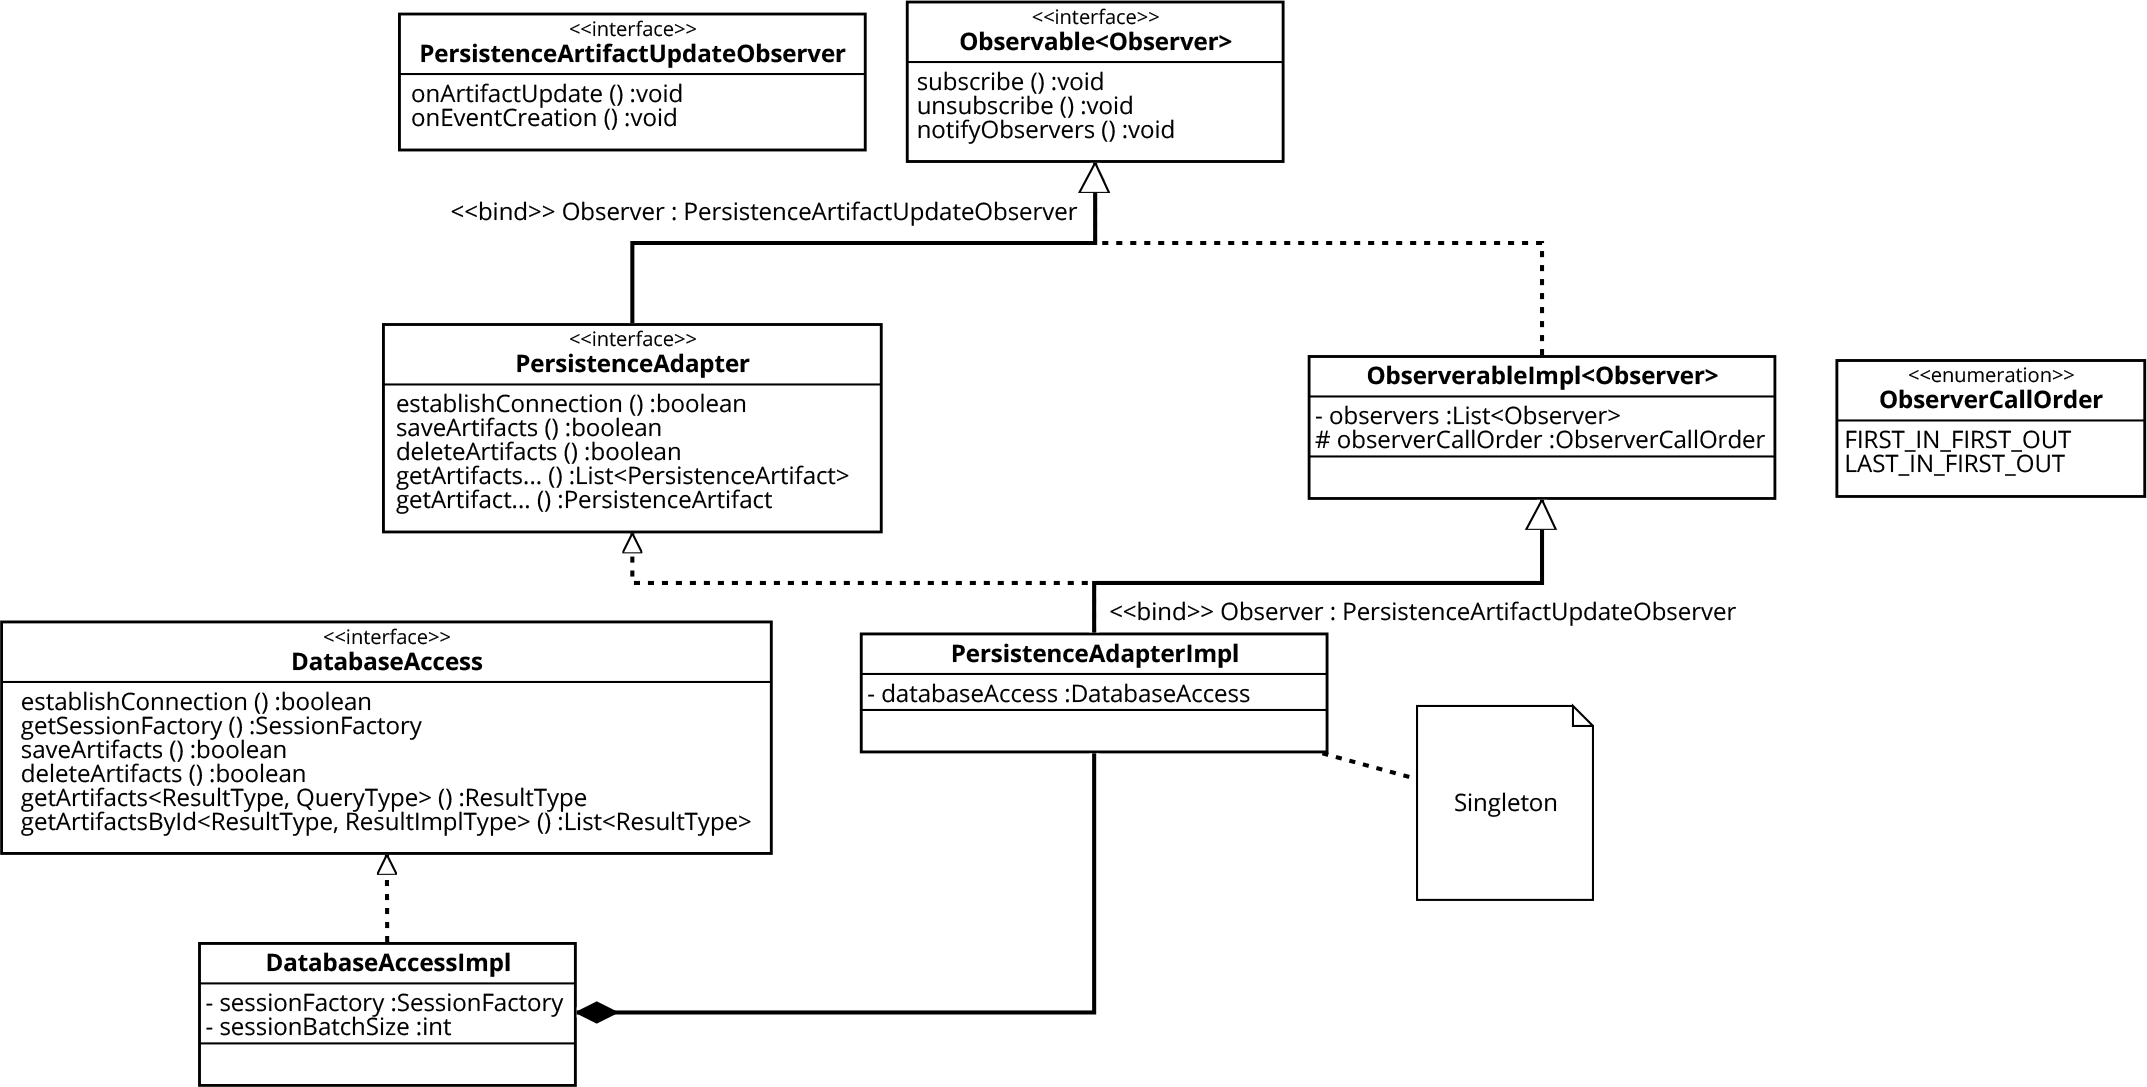 <<interface>>
PersistenceArtifactUpdateObserver
onArtifactUpdate () :void
onEventCreation () :void
<<interface>>
Observable<Observer>
subscribe () :void
unsubscribe () :void
notifyObservers () :void
<<bind>> Observer : PersistenceArtifactUpdateObserver
<<interface>>
PersistenceAdapter
establishConnection () :boolean
saveArtifacts () :boolean
deleteArtifacts () :boolean
getArtifacts... () :List<PersistenceArtifact>
getArtifact... () :PersistenceArtifact
ObserverableImpl<Observer>
- observers :List<Observer>
# observerCallOrder :ObserverCallOrder
<<enumeration>>
ObserverCallOrder
FIRST_IN_FIRST_OUT
LAST_IN_FIRST_OUT
<<bind>> Observer : PersistenceArtifactUpdateObserver
<<interface>>
DatabaseAccess
establishConnection () :boolean
getSessionFactory () :SessionFactory
saveArtifacts () :boolean
deleteArtifacts () :boolean
getArtifacts<ResultType, QueryType> () :ResultType
getArtifactsById<ResultType, ResultImplType> () :List<ResultType>
PersistenceAdapterImpl
- databaseAccess :DatabaseAccess
Singleton
DatabaseAccessImpl
- sessionFactory :SessionFactory
- sessionBatchSize :int